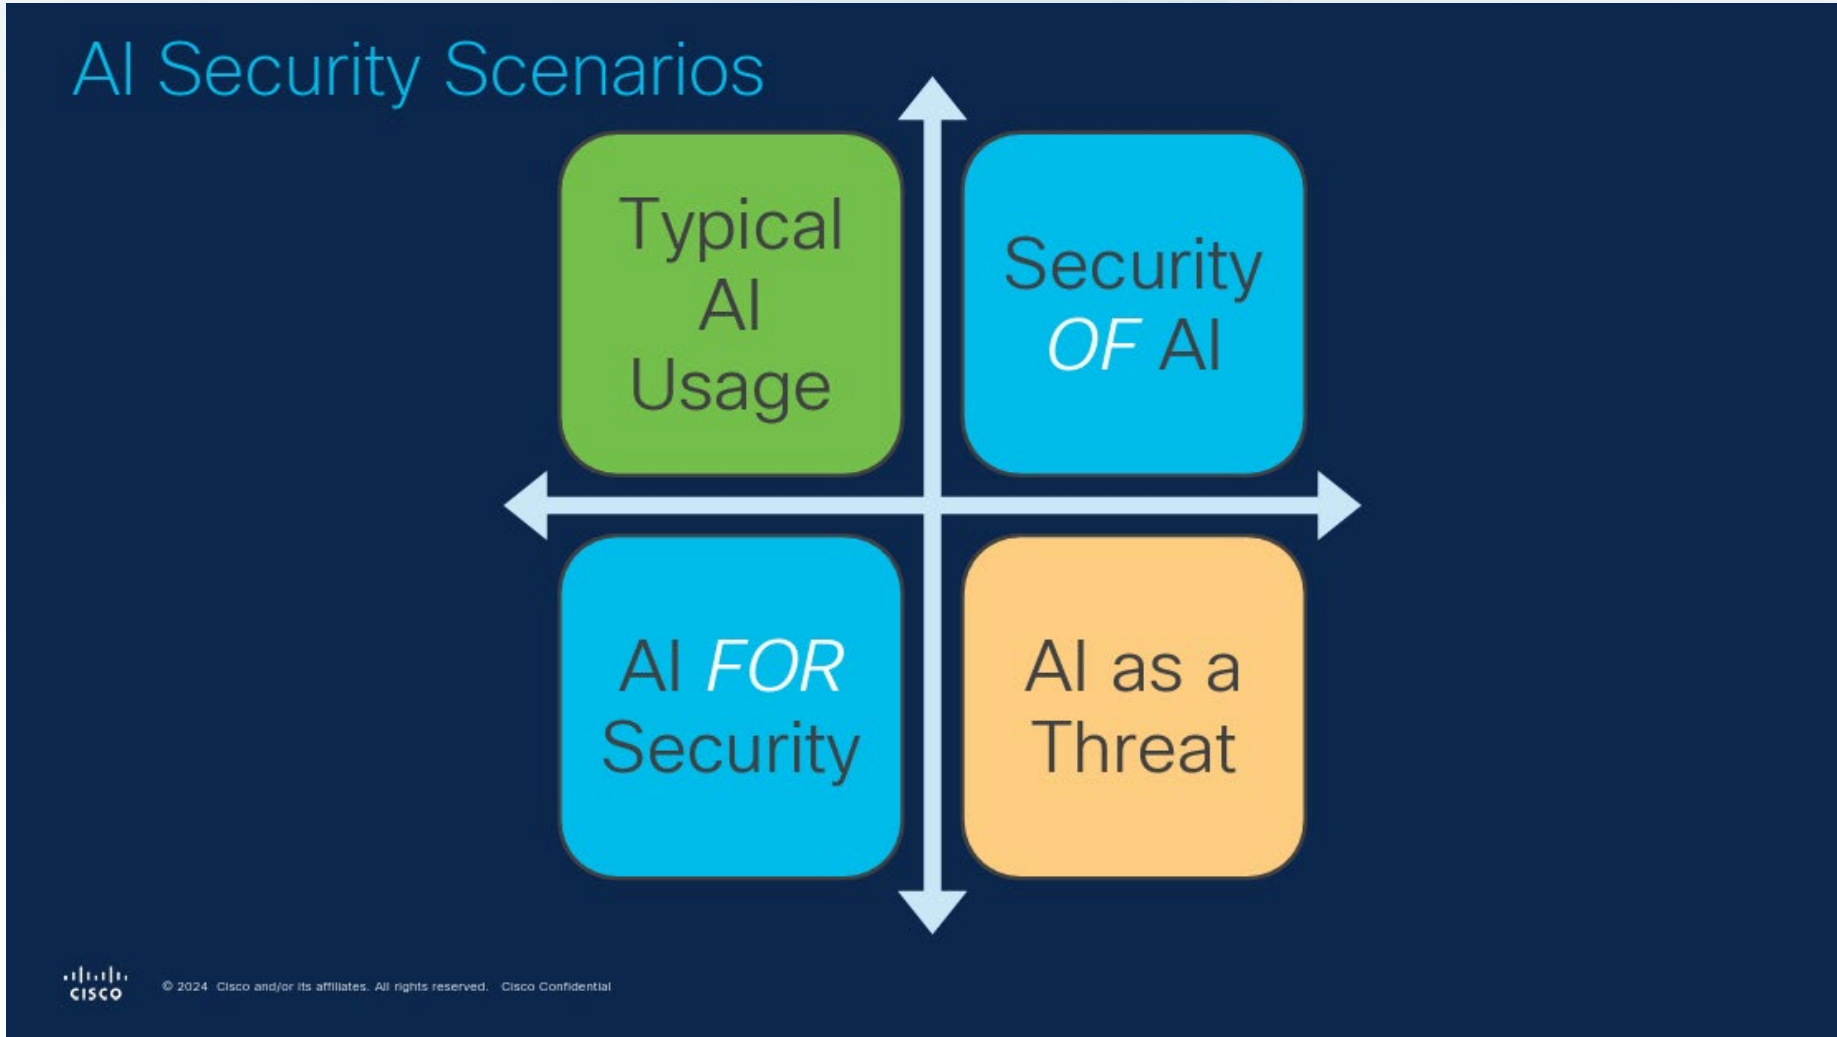 AI Security Scenarios
Typical
AI
Usage
Security
OF AI
AI FOR
Security
AI as a
Threat
CISCO
© 2024 Cisco and/or its affiliates. All rights reserved. Cisco Confidential